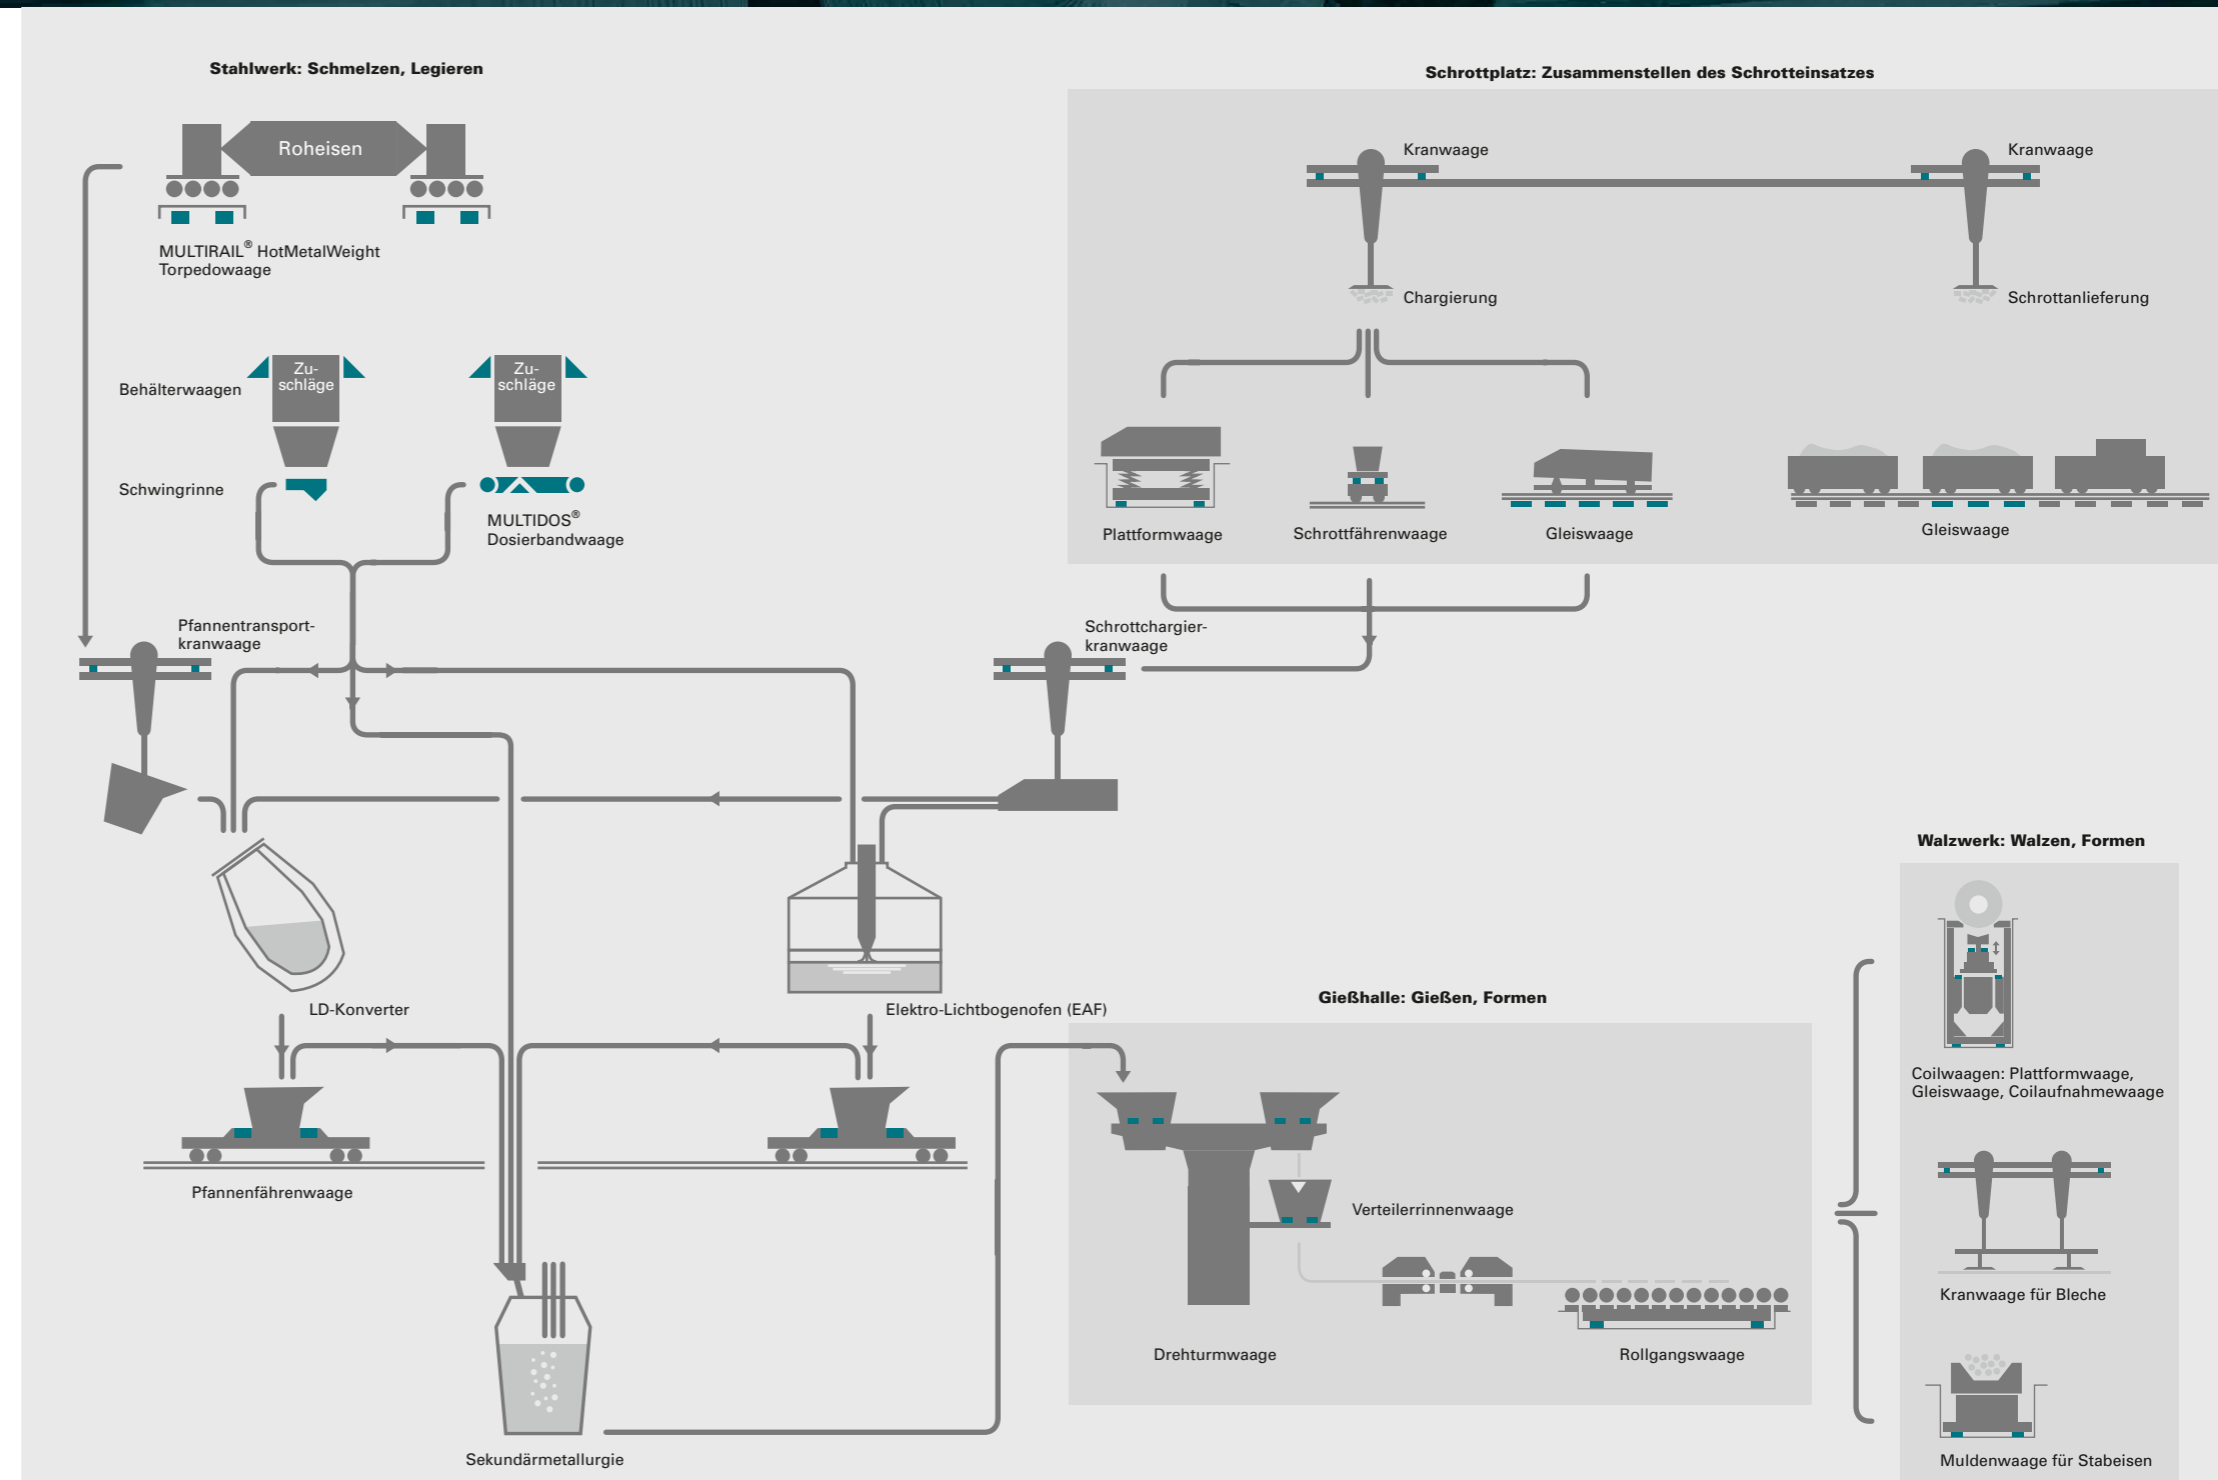 Stahlwerk: Schmelzen, Legieren
Roheisen
MULTIRAIL® HotMetalWeight
Torpedowaage
Behälterwaagen
Zu-
schläge
Zu-
schläge
Schwingrinne
MULTIDOS®
Dosierbandwaage
Pfannentransport-
kranwaage
Schrottplatz: Zusammenstellen des Schrotteinsatzes
Kranwaage
Kranwaage
Chargierung
Schrottanlieferung
Plattformwaage
Schrottfährenwaage
Gleiswaage
Gleiswaage
Schrottchargier-
kranwaage
LD-Konverter
Elektro-Lichtbogenofen (EAF)
Pfannenfährenwaage
Sekundärmetallurgie
Gießhalle: Gießen, Formen
Verteilerrinnenwaage
Drehturmwaage
Rollgangswaage
Walzwerk: Walzen, Formen
Coilwaagen: Plattformwaage,
Gleiswaage, Coilaufnahmewaage
Kranwaage für Bleche
Muldenwaage für Stabeisen